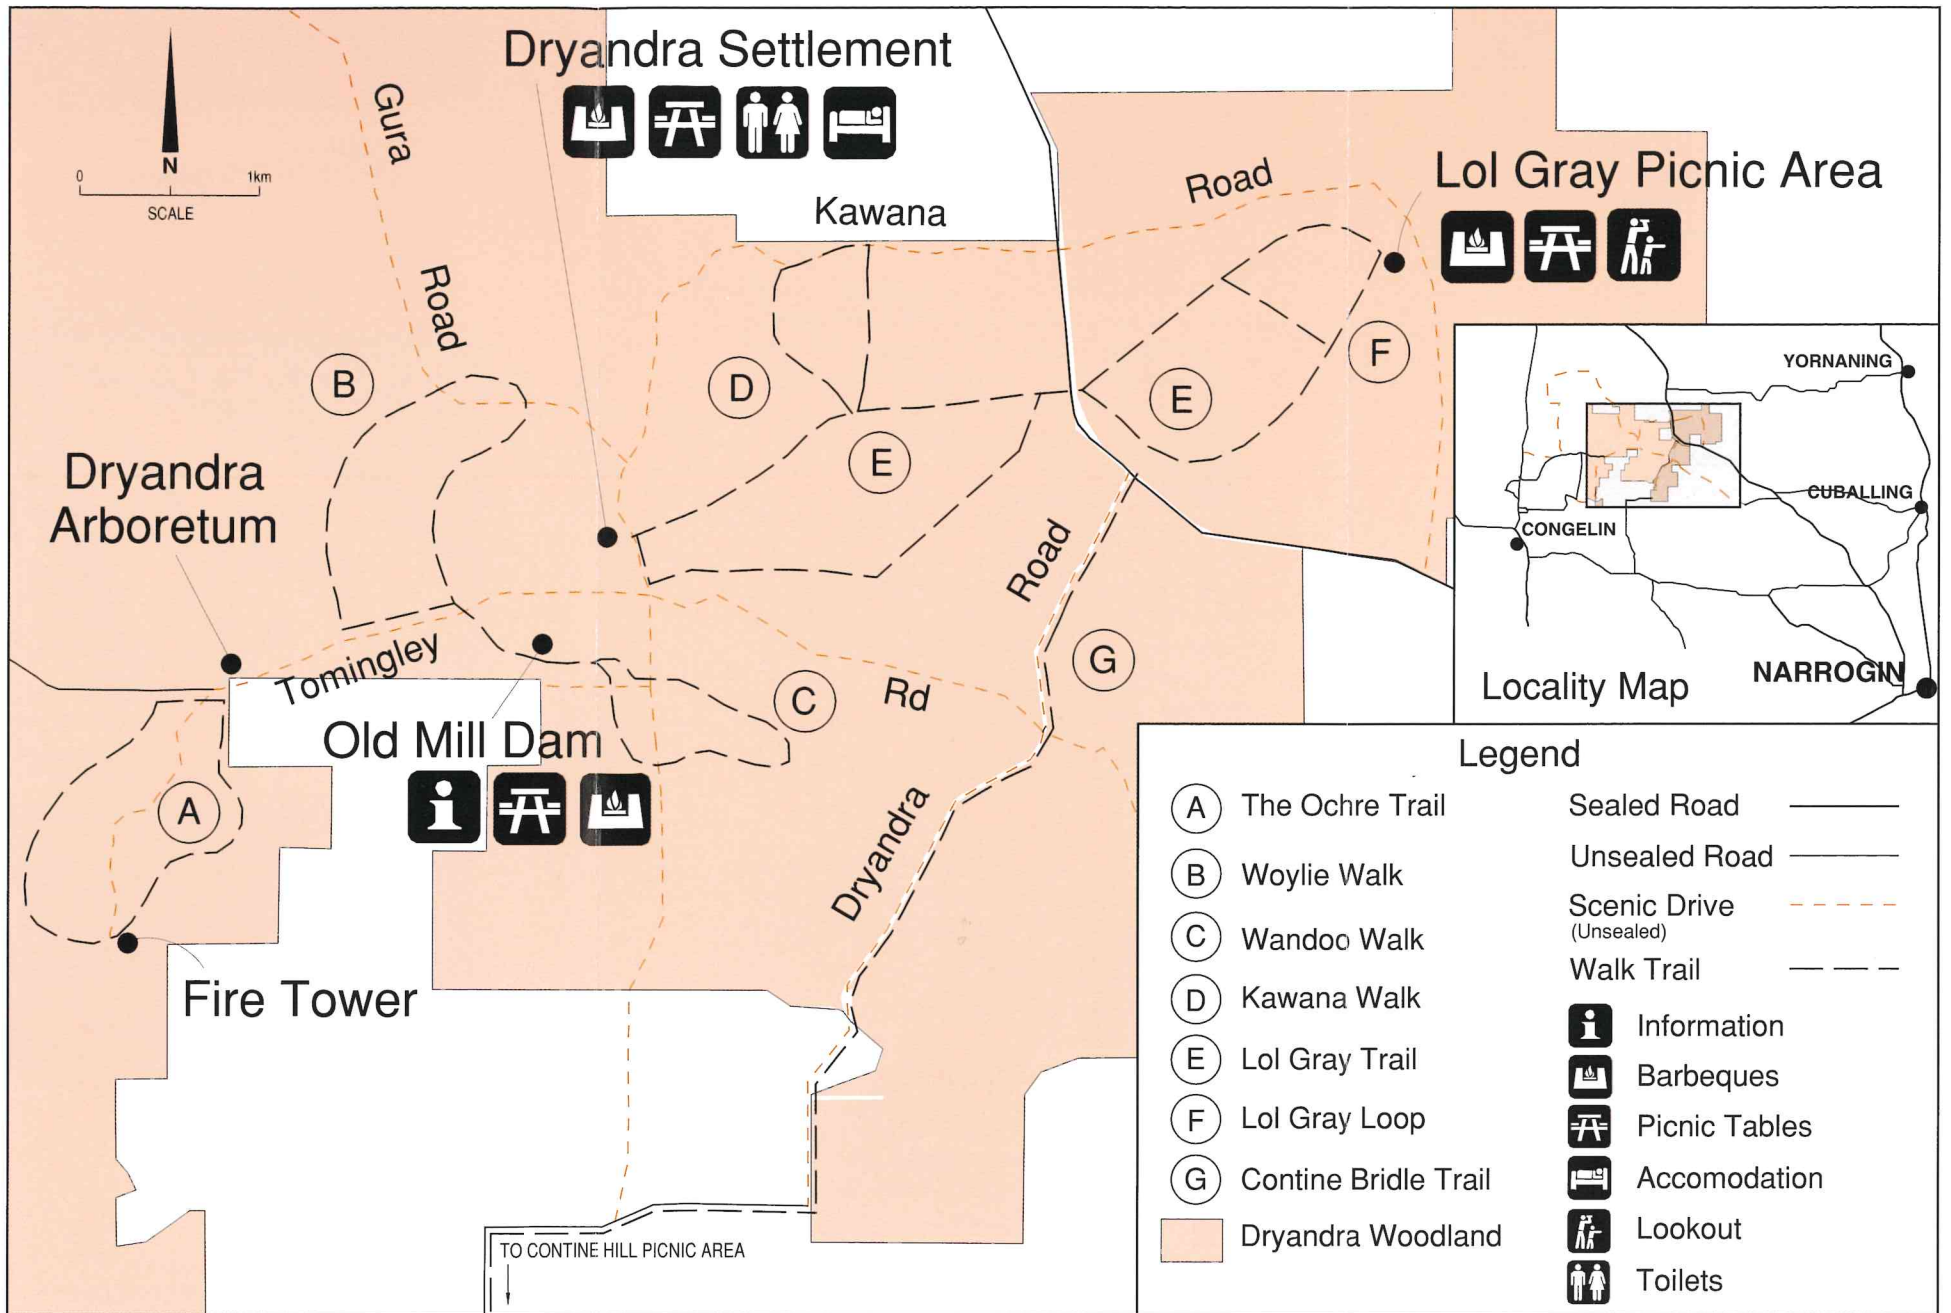 Dryandra Settlement
Gura
Road
N
0 1km
SCALE
Kawana
Road
Lol Gray Picnic Area
B
D
E
E
F
Dryandra
Arboretum
Road
G
Tomingley
Rd
C
Old Mill Dam
A
Dryandra
Fire Tower
TO CONTINE HILL PICNIC AREA
YORNANING
CUBALLING
CONGELIN
NARROGIN
Locality Map
Legend
A The Ochre Trail
B Woylie Walk
C Wandoo Walk
D Kawana Walk
E Lol Gray Trail
F Lol Gray Loop
G Contine Bridle Trail
Dryandra Woodland
Sealed Road
Unsealed Road
Scenic Drive
(Unsealed)
Walk Trail
Information
Barbeques
Picnic Tables
Accomodation
Lookout
Toilets